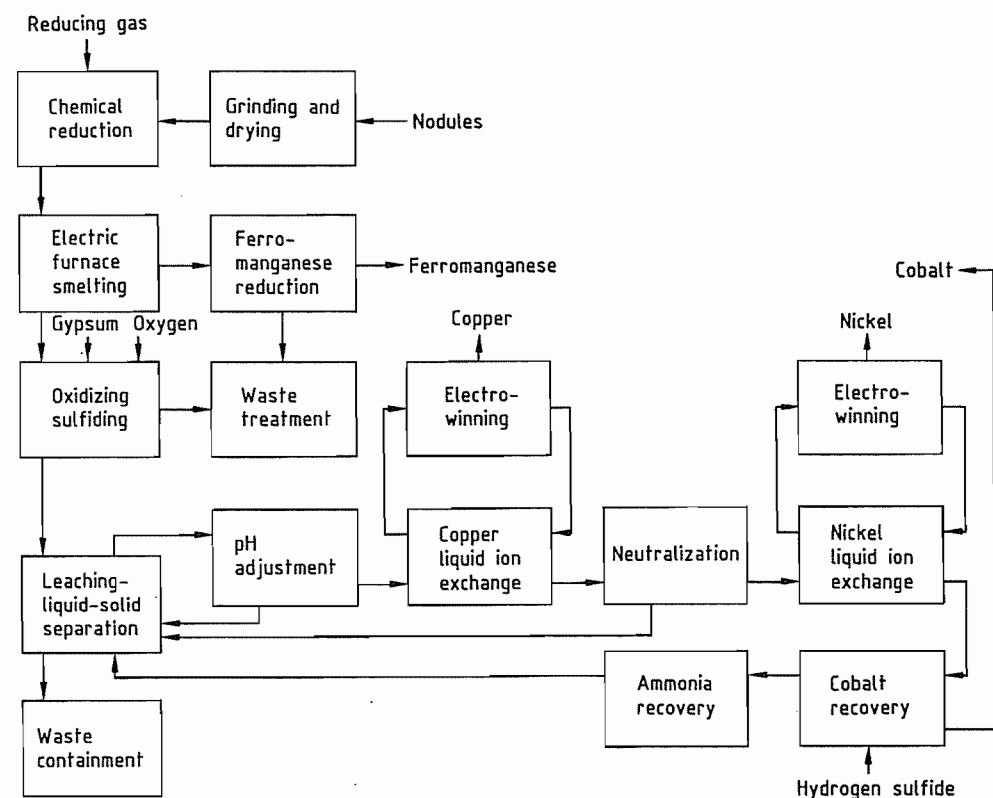 Reducing gas
Chemical
reduction
Grinding and
drying
Nodules
Electric
furnace
smelting
Ferro-
manganese
reduction
Ferromanganese
Cobalt
Gypsum Oxygen
Copper
Nickel
Oxidizing
sulfiding
Waste
treatment
Electro-
winning
Electro-
winning
Leaching-
liquid-solid
separation
pH
adjustment
Copper
liquid ion
exchange
Neutralization
Nickel
liquid ion
exchange
Waste
containment
Ammonia
recovery
Cobalt
recovery
Hydrogen sulfide